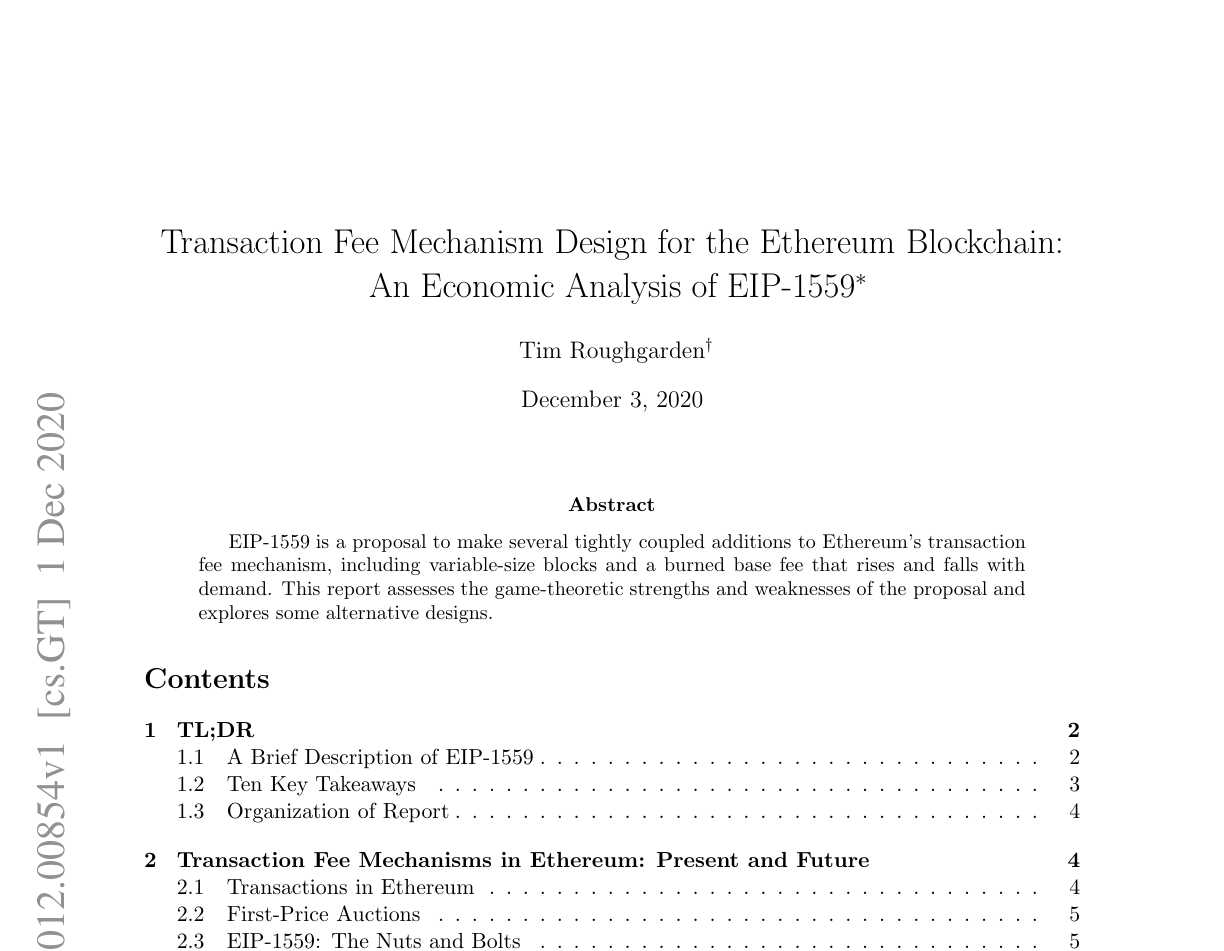 Transaction Fee Mechanism Design for the Ethereum Blockchain:
An Economic Analysis of EIP-1559*
Tim Roughgarden†
December 3, 2020
Abstract
EIP-1559 is a proposal to make several tightly coupled additions to Ethereum's transaction
fee mechanism, including variable-size blocks and a burned base fee that rises and falls with
demand. This report assesses the game-theoretic strengths and weaknesses of the proposal and
explores some alternative designs.
Contents
1 TL;DR 2
1.1 A Brief Description of EIP-1559 . . . . . . . . . . . . . . . . . . . . . . . . . . . . . . 2
1.2 Ten Key Takeaways . . . . . . . . . . . . . . . . . . . . . . . . . . . . . . . . . . . . 3
1.3 Organization of Report . . . . . . . . . . . . . . . . . . . . . . . . . . . . . . . . . . . 4
2 Transaction Fee Mechanisms in Ethereum: Present and Future 4
2.1 Transactions in Ethereum . . . . . . . . . . . . . . . . . . . . . . . . . . . . . . . . . 4
2.2 First-Price Auctions . . . . . . . . . . . . . . . . . . . . . . . . . . . . . . . . . . . . 5
2.3 EIP-1559: The Nuts and Bolts . . . . . . . . . . . . . . . . . . . . . . . . . . . . . . 5
012.00854v1 [cs.GT] 1 Dec 2020